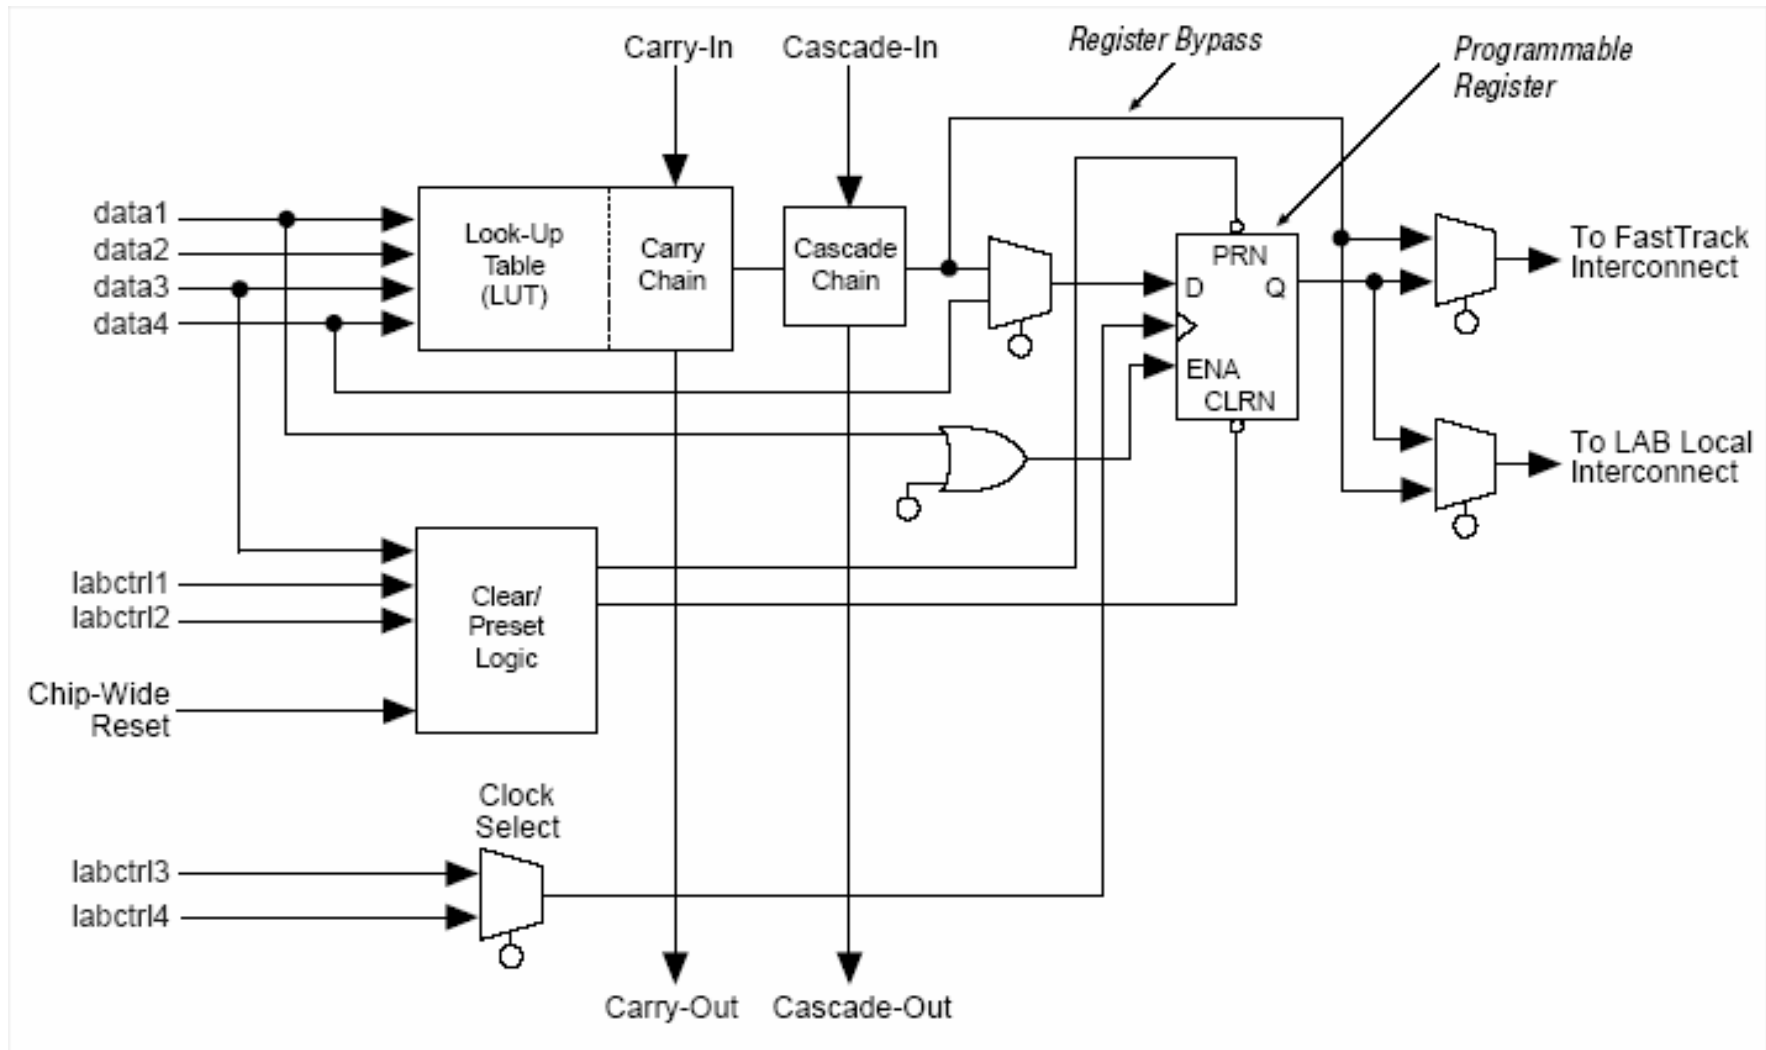 Carry-In
Cascade-In
Register Bypass
Programmable
Register
data1
data2
data3
data4
Look-Up
Table
(LUT)
Carry
Chain
Cascade
Chain
PRN
D
Q
ENA
CLRN
To FastTrack
Interconnect
To LAB Local
Interconnect
labctrl1
labctrl2
Chip-Wide
Reset
Clear/
Preset
Logic
Clock
Select
labctrl3
labctrl4
Carry-Out
Cascade-Out